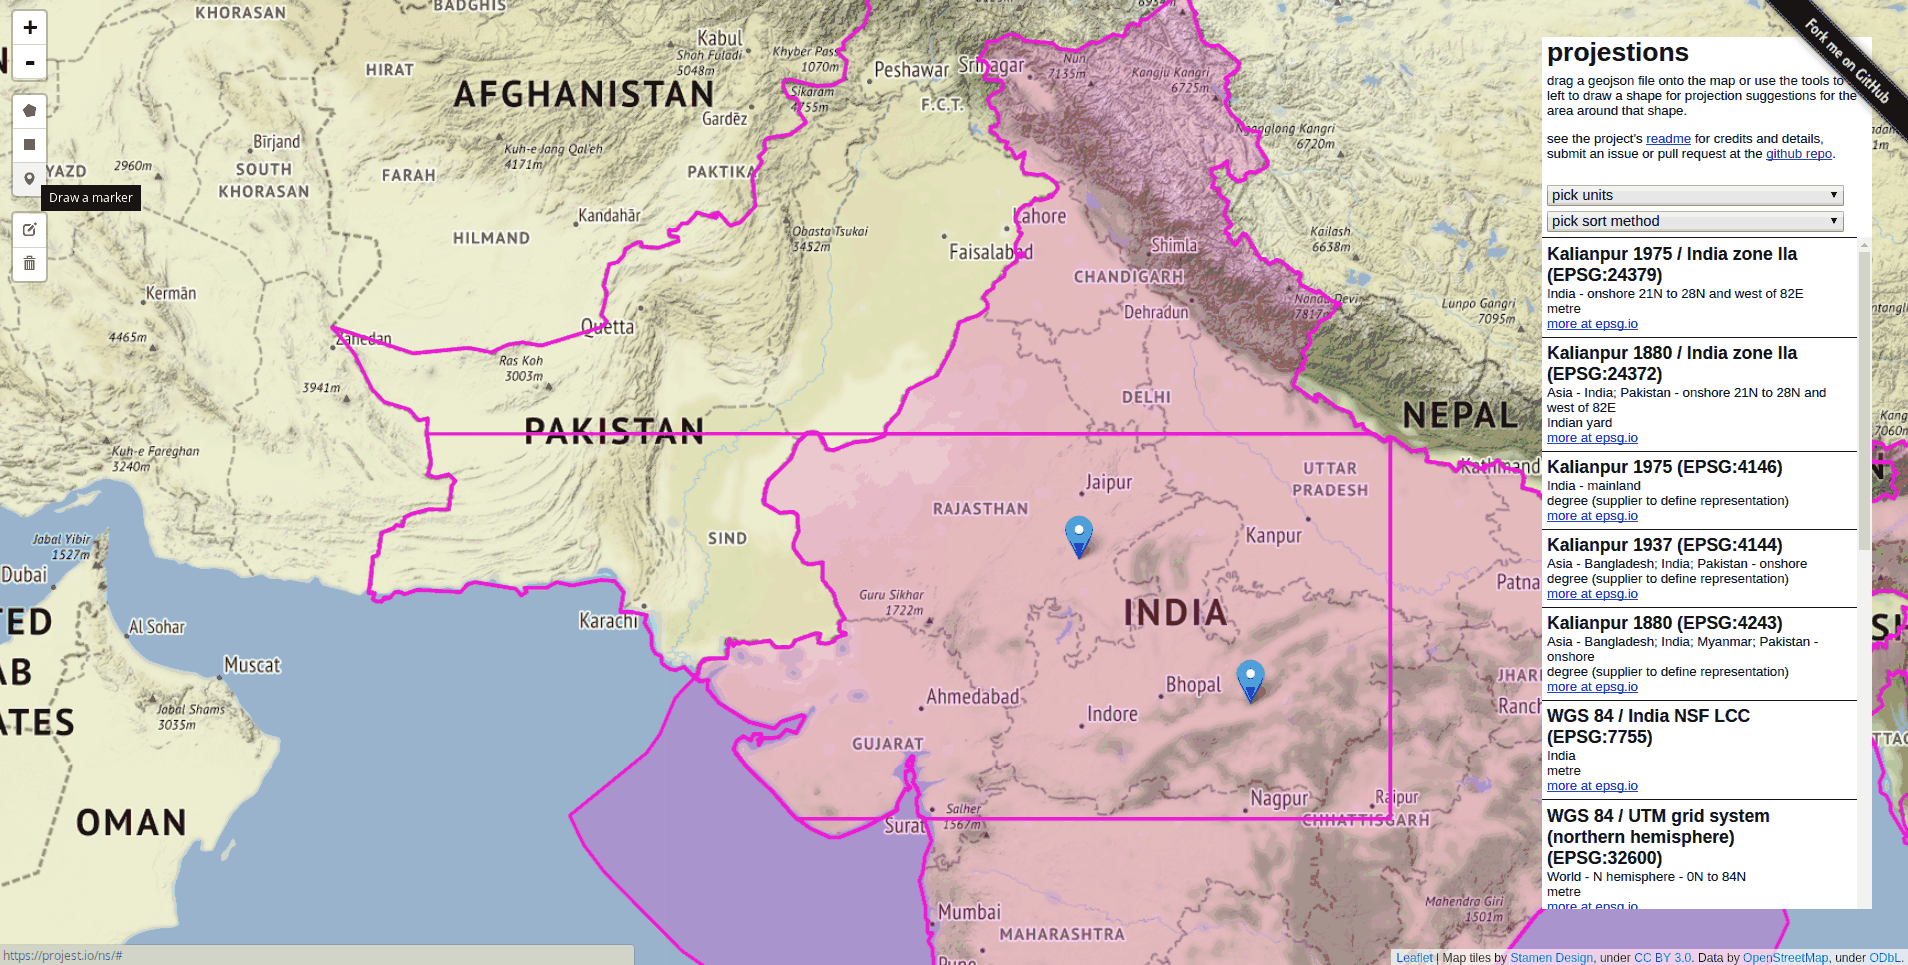 +
-
Draw a marker
KHORASAN
BADGHIS
Kabul
Shah Fuladi
5048m
Khyber Pass
1070m
Peshawar
Srinagar
Nun
7135m
Kangju Kangri
6725m
HIRAT
AFGHANISTAN
Sikaram
4755m
F.C.T.
Gardēz
Bīrjand
Kuh-e Jang Qal'eh
4171m
Nganglong Kangri
6720m
2960m
YAZD
SOUTH
KHORASAN
FARAH
PAKTIKA
Kandahār
Lahore
HILMAND
Obasta Tsukai
3452m
Faisalabad
Shimla
Kailash
6638m
CHANDIGARH
Kermān
Dehradun
Nanda Devi
7817m
Lunpo Gangri
7095m
4465m
Zahedan
Quetta
Ras Koh
3003m
3941m
DELHI
PAKISTAN
NEPAL
Kuh-e Fareghan
3240m
Kathmand
UTTAR
PRADESH
Jaipur
RAJASTHAN
Jabal Yibir
1527m
SIND
Kanpur
Dubai
Patna
Guru Sikhar
1722m
INDIA
Karachi
TED
Al Sohar
AB
Muscat
Bhopal
Ahmedabad
JHARI
Ranch
Jabal Shams
3035m
ATES
Indore
GUJARAT
OMAN
Nagpur
Raipur
Salher
1567m
CHHATTISGARH
Surat
Mumbai
MAHARASHTRA
Mahendra Giri
1501m
Pune
projestions
drag a geojson file onto the map or use the tools to
left to draw a shape for projection suggestions for the
area around that shape.
see the project's readme for credits and details,
submit an issue or pull request at the github repo.
Fork me on GitHub
pick units
pick sort method
Kalianpur 1975 / India zone IIa
(EPSG:24379)
India - onshore 21N to 28N and west of 82E
metre
more at epsg.io
Kalianpur 1880 / India zone IIa
(EPSG:24372)
Asia - India; Pakistan - onshore 21N to 28N and
west of 82E
Indian yard
more at epsg.io
Kalianpur 1975 (EPSG:4146)
India - mainland
degree (supplier to define representation)
more at epsg.io
Kalianpur 1937 (EPSG:4144)
Asia - Bangladesh; India; Pakistan - onshore
degree (supplier to define representation)
more at epsg.io
Kalianpur 1880 (EPSG:4243)
Asia - Bangladesh; India; Myanmar; Pakistan -
onshore
degree (supplier to define representation)
more at epsg.io
WGS 84 / India NSF LCC
(EPSG:7755)
India
metre
more at epsg.io
WGS 84 / UTM grid system
(northern hemisphere)
(EPSG:32600)
World - N hemisphere - 0N to 84N
metre
more at epsg.io
https://projest.io/ns/#
Leaflet | Map tiles by Stamen Design, under CC BY 3.0. Data by OpenStreetMap, under ODbL.